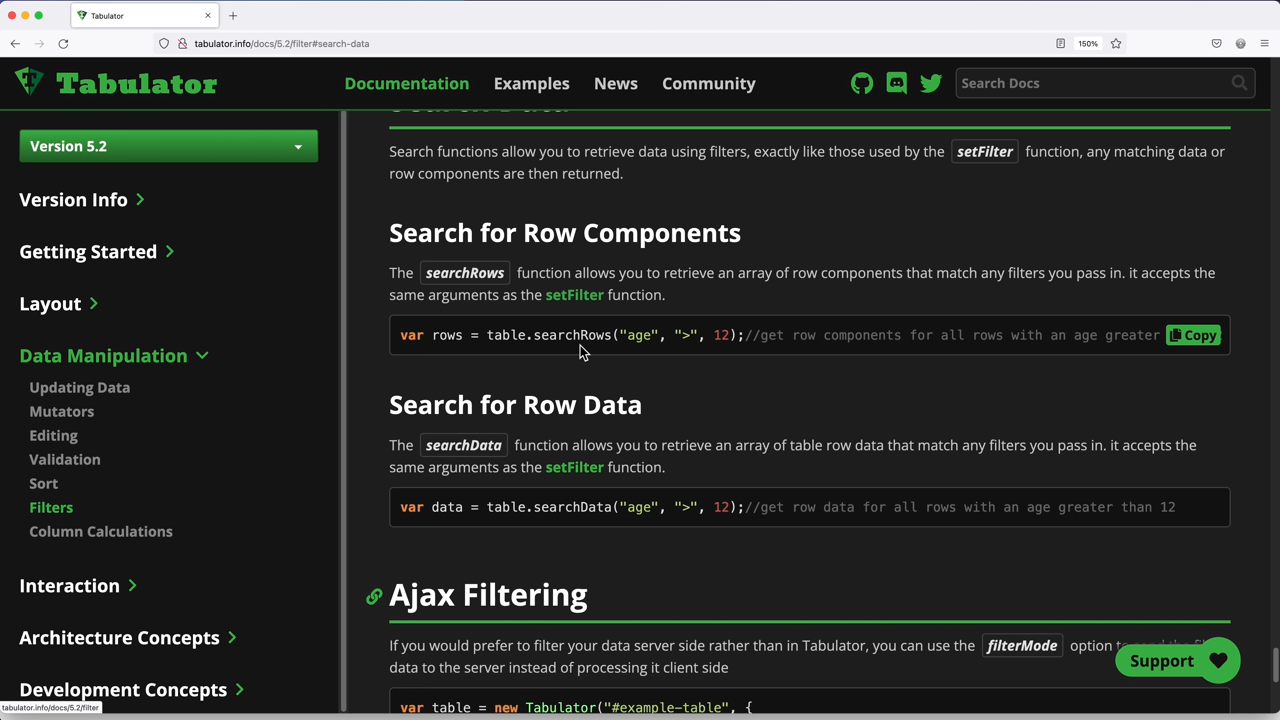 Tabulator
tabulator.info/docs/5.2/filter#search-data
150%
Tabulator
Documentation
Examples
News
Community
Search Docs
Version 5.2
Version Info
Getting Started
Layout
Data Manipulation
Updating Data
Mutators
Editing
Validation
Sort
Filters
Column Calculations
Interaction
Architecture Concepts
Development Concepts
tabulator.info/docs/5.2/filter
Search functions allow you to retrieve data using filters, exactly like those used by the setFilter function, any matching data or
row components are then returned.
Search for Row Components
The searchRows function allows you to retrieve an array of row components that match any filters you pass in. it accepts the
same arguments as the setFilter function.
var rows = table.searchRows("age", ">", 12);//get row components for all rows with an age greater
Copy
Search for Row Data
The searchData function allows you to retrieve an array of table row data that match any filters you pass in. it accepts the
same arguments as the setFilter function.
var data = table.searchData("age", ">", 12);//get row data for all rows with an age greater than 12
Ajax Filtering
If you would prefer to filter your data server side rather than in Tabulator, you can use the filterMode option
data to the server instead of processing it client side
Support
var table = new Tabulator("#example-table", {